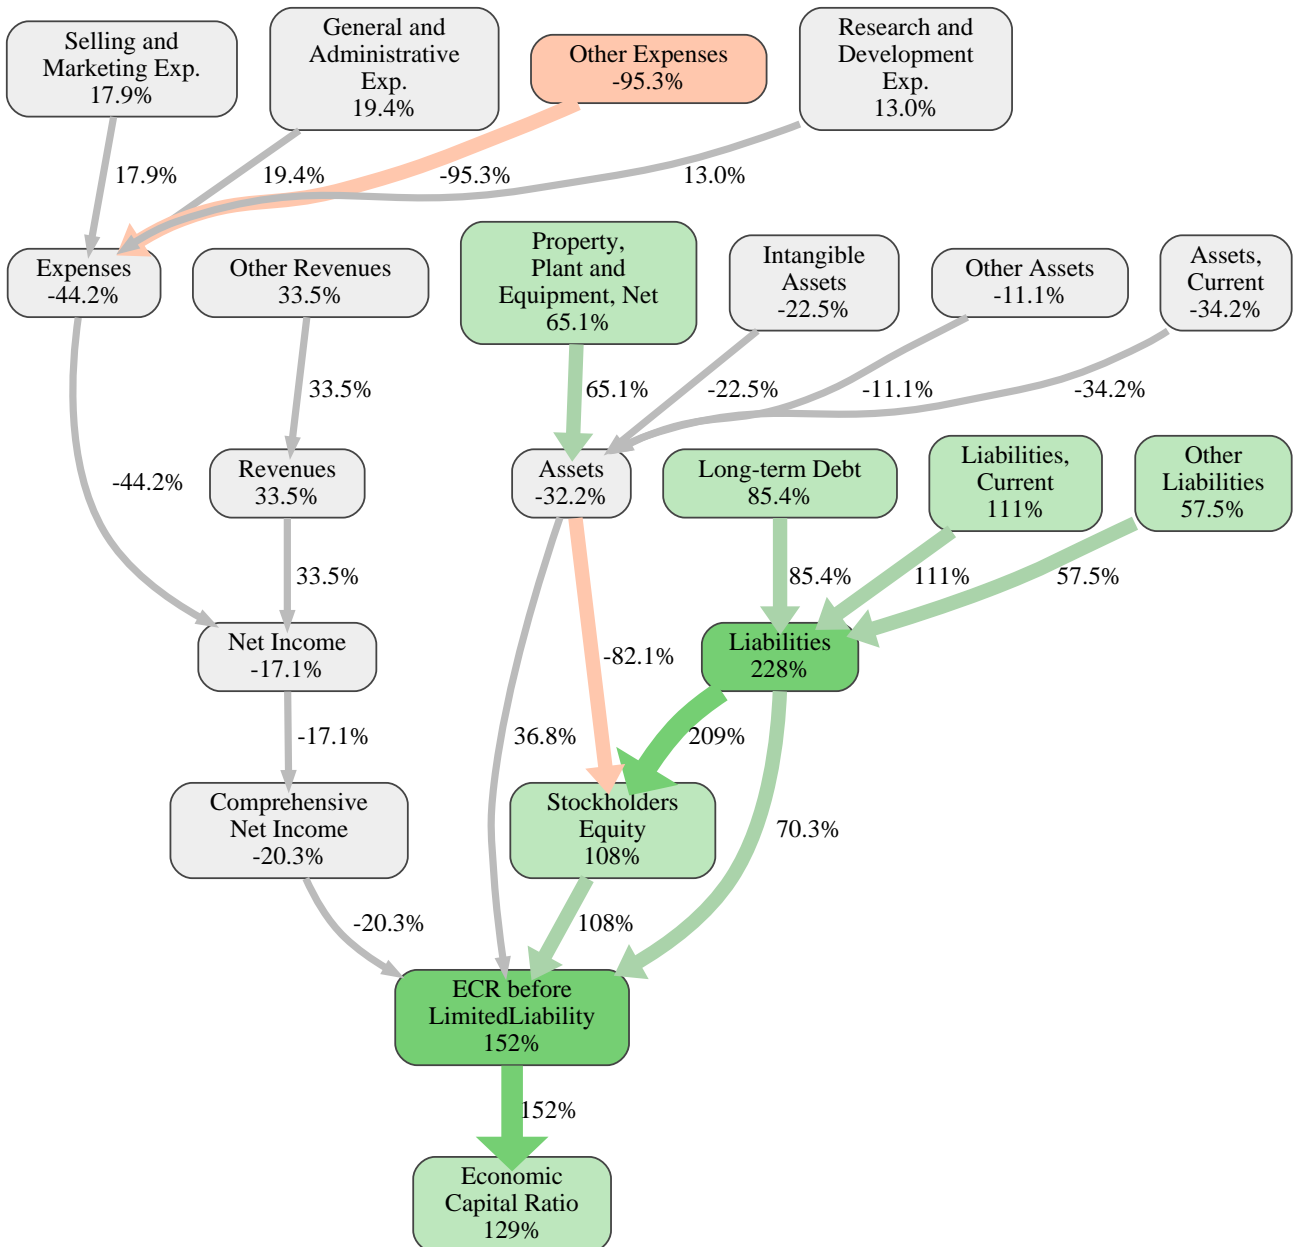 Selling and
Marketing Exp.
17.9%
General and
Administrative
Exp.
19.4%
Other Expenses
-95.3%
Research and
Development
Exp.
13.0%
17.9%
19.4%
-95.3%
13.0%
Expenses
-44.2%
Other Revenues
33.5%
Property,
Plant and
Equipment, Net
65.1%
Intangible
Assets
-22.5%
Other Assets
-11.1%
Assets,
Current
-34.2%
33.5%
65.1%
-22.5%
-11.1%
-34.2%
-44.2%
Revenues
33.5%
Assets
-32.2%
Long-term Debt
85.4%
Liabilities,
Current
111%
Other
Liabilities
57.5%
33.5%
85.4%
111%
57.5%
Net Income
-17.1%
-82.1%
Liabilities
228%
-17.1%
36.8%
209%
Comprehensive
Net Income
-20.3%
Stockholders
Equity
108%
70.3%
-20.3%
108%
ECR before
LimitedLiability
152%
152%
Economic
Capital Ratio
129%